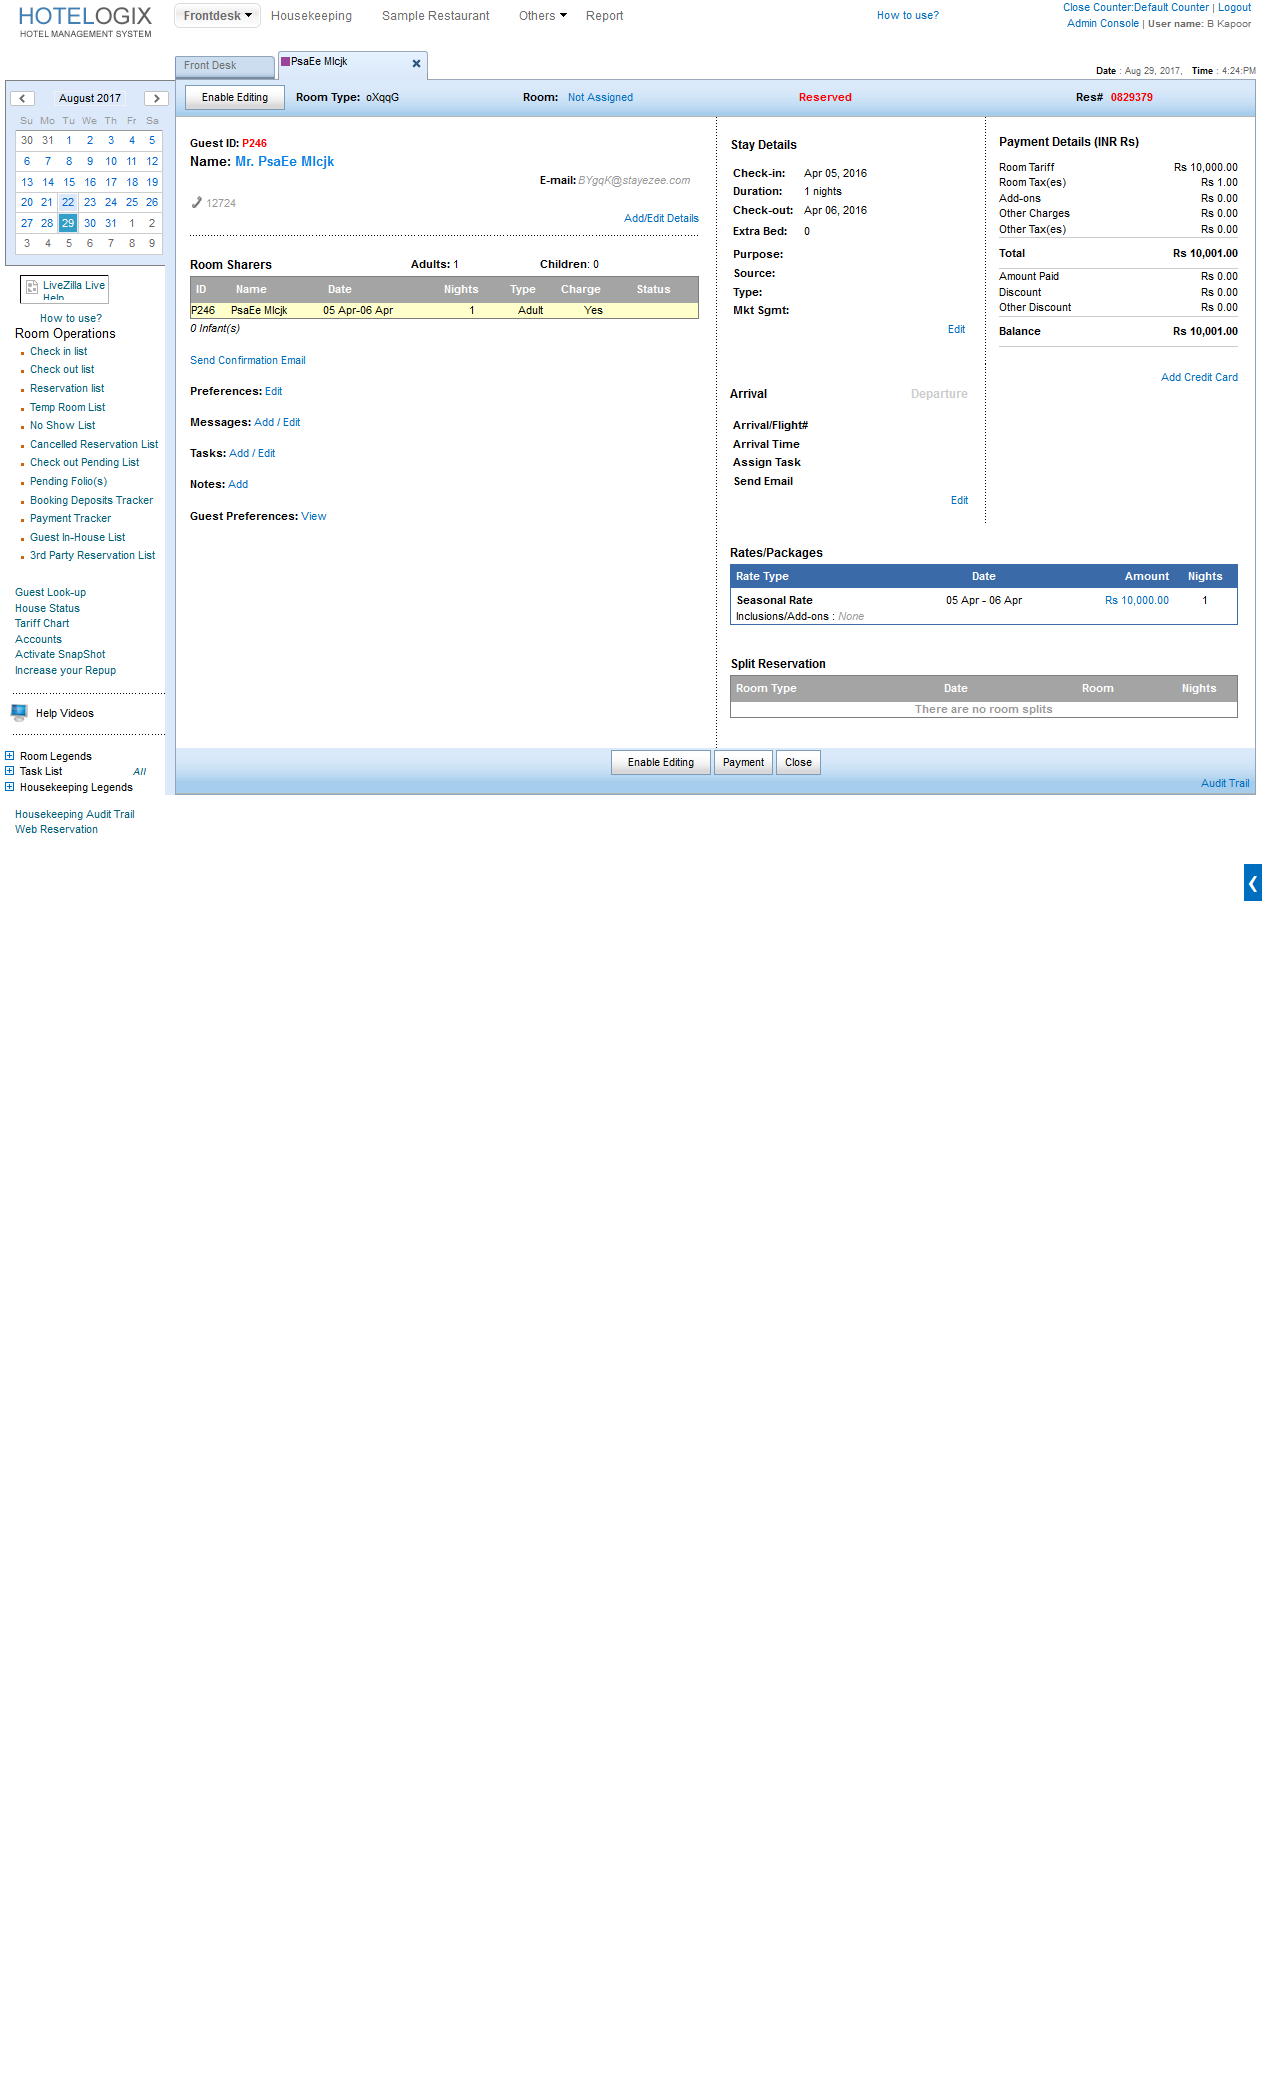 HOTELOGIX
HOTEL MANAGEMENT SYSTEM
Frontdesk Housekeeping Sample Restaurant Others Report
How to use?
Close Counter:Default Counter | Logout
Admin Console | User name: B Kapoor
Front Desk
PsaEe Mlcjk
Date : Aug 29, 2017, Time : 4:24:PM
August 2017
Su Mo Tu We Th Fr Sa
30 31 1 2 3 4 5
6 7 8 9 10 11 12
13 14 15 16 17 18 19
20 21 22 23 24 25 26
27 28 29 30 31 1 2
3 4 5 6 7 8 9
LiveZilla Live
Help
How to use?
Room Operations
Check in list
Check out list
Reservation list
Temp Room List
No Show List
Cancelled Reservation List
Check out Pending List
Pending Folio(s)
Booking Deposits Tracker
Payment Tracker
Guest In-House List
3rd Party Reservation List
Guest Look-up
House Status
Tariff Chart
Accounts
Activate SnapShot
Increase your Repup
Help Videos
Room Legends
Task List All
Housekeeping Legends
Housekeeping Audit Trail
Web Reservation
Enable Editing Room Type: oXqqG Room: Not Assigned Reserved Res# 0829379
Guest ID: P246
Name: Mr. PsaEe Mlcjk
E-mail: BYgqK@stayezee.com
12724
Add/Edit Details
Room Sharers Adults: 1 Children: 0
ID Name Date Nights Type Charge Status
P246 PsaEe Mlcjk 05 Apr-06 Apr 1 Adult Yes
0 Infant(s)
Send Confirmation Email
Preferences: Edit
Messages: Add / Edit
Tasks: Add / Edit
Notes: Add
Guest Preferences: View
Stay Details
Check-in: Apr 05, 2016
Duration: 1 nights
Check-out: Apr 06, 2016
Extra Bed: 0
Purpose:
Source:
Type:
Mkt Sgmt:
Edit
Arrival Departure
Arrival/Flight#
Arrival Time
Assign Task
Send Email
Edit
Payment Details (INR Rs)
Room Tariff Rs 10,000.00
Room Tax(es) Rs 1.00
Add-ons Rs 0.00
Other Charges Rs 0.00
Other Tax(es) Rs 0.00
Total Rs 10,001.00
Amount Paid Rs 0.00
Discount Rs 0.00
Other Discount Rs 0.00
Balance Rs 10,001.00
Add Credit Card
Rates/Packages
Rate Type Date Amount Nights
Seasonal Rate 05 Apr - 06 Apr Rs 10,000.00 1
Inclusions/Add-ons : None
Split Reservation
Room Type Date Room Nights
There are no room splits
Enable Editing Payment Close
Audit Trail